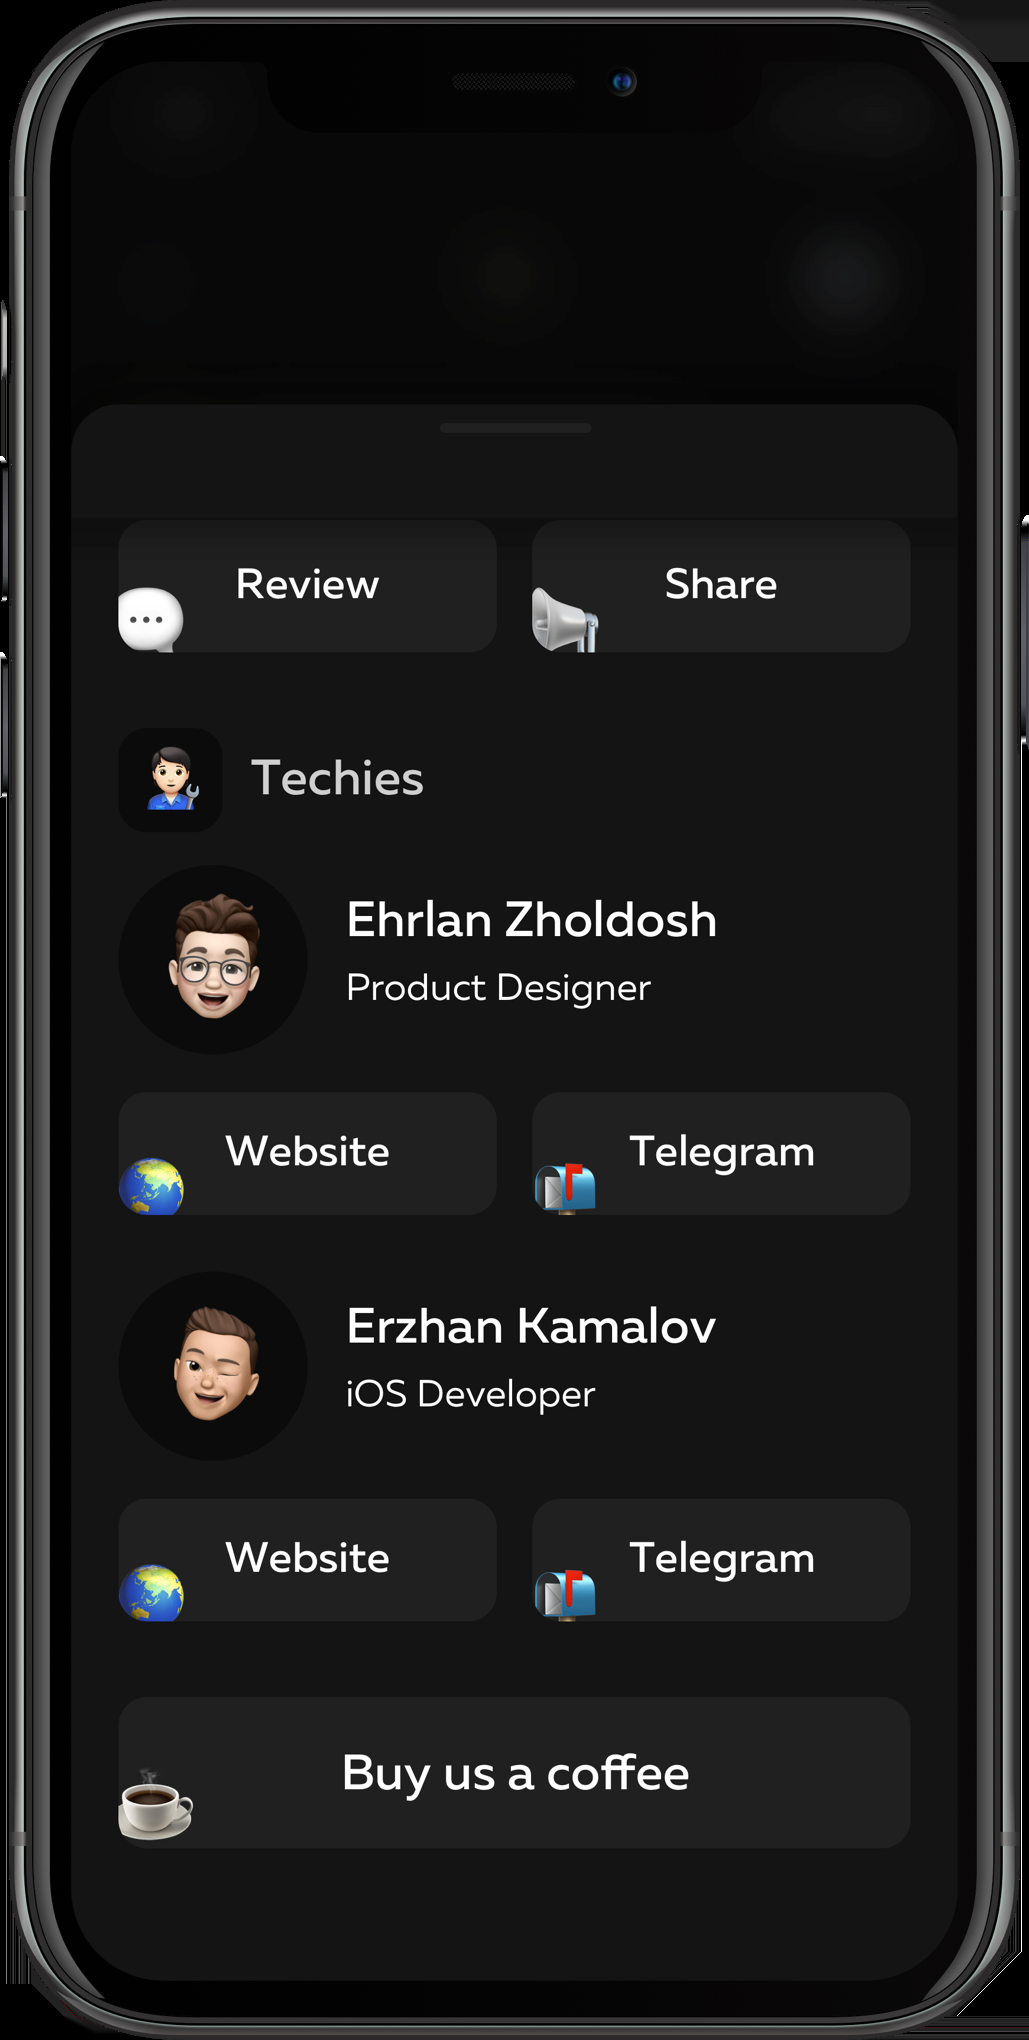 Review
Share
Techies
Ehrlan Zholdosh
Product Designer
Website
Telegram
Erzhan Kamalov
iOS Developer
Website
Telegram
Buy us a coffee